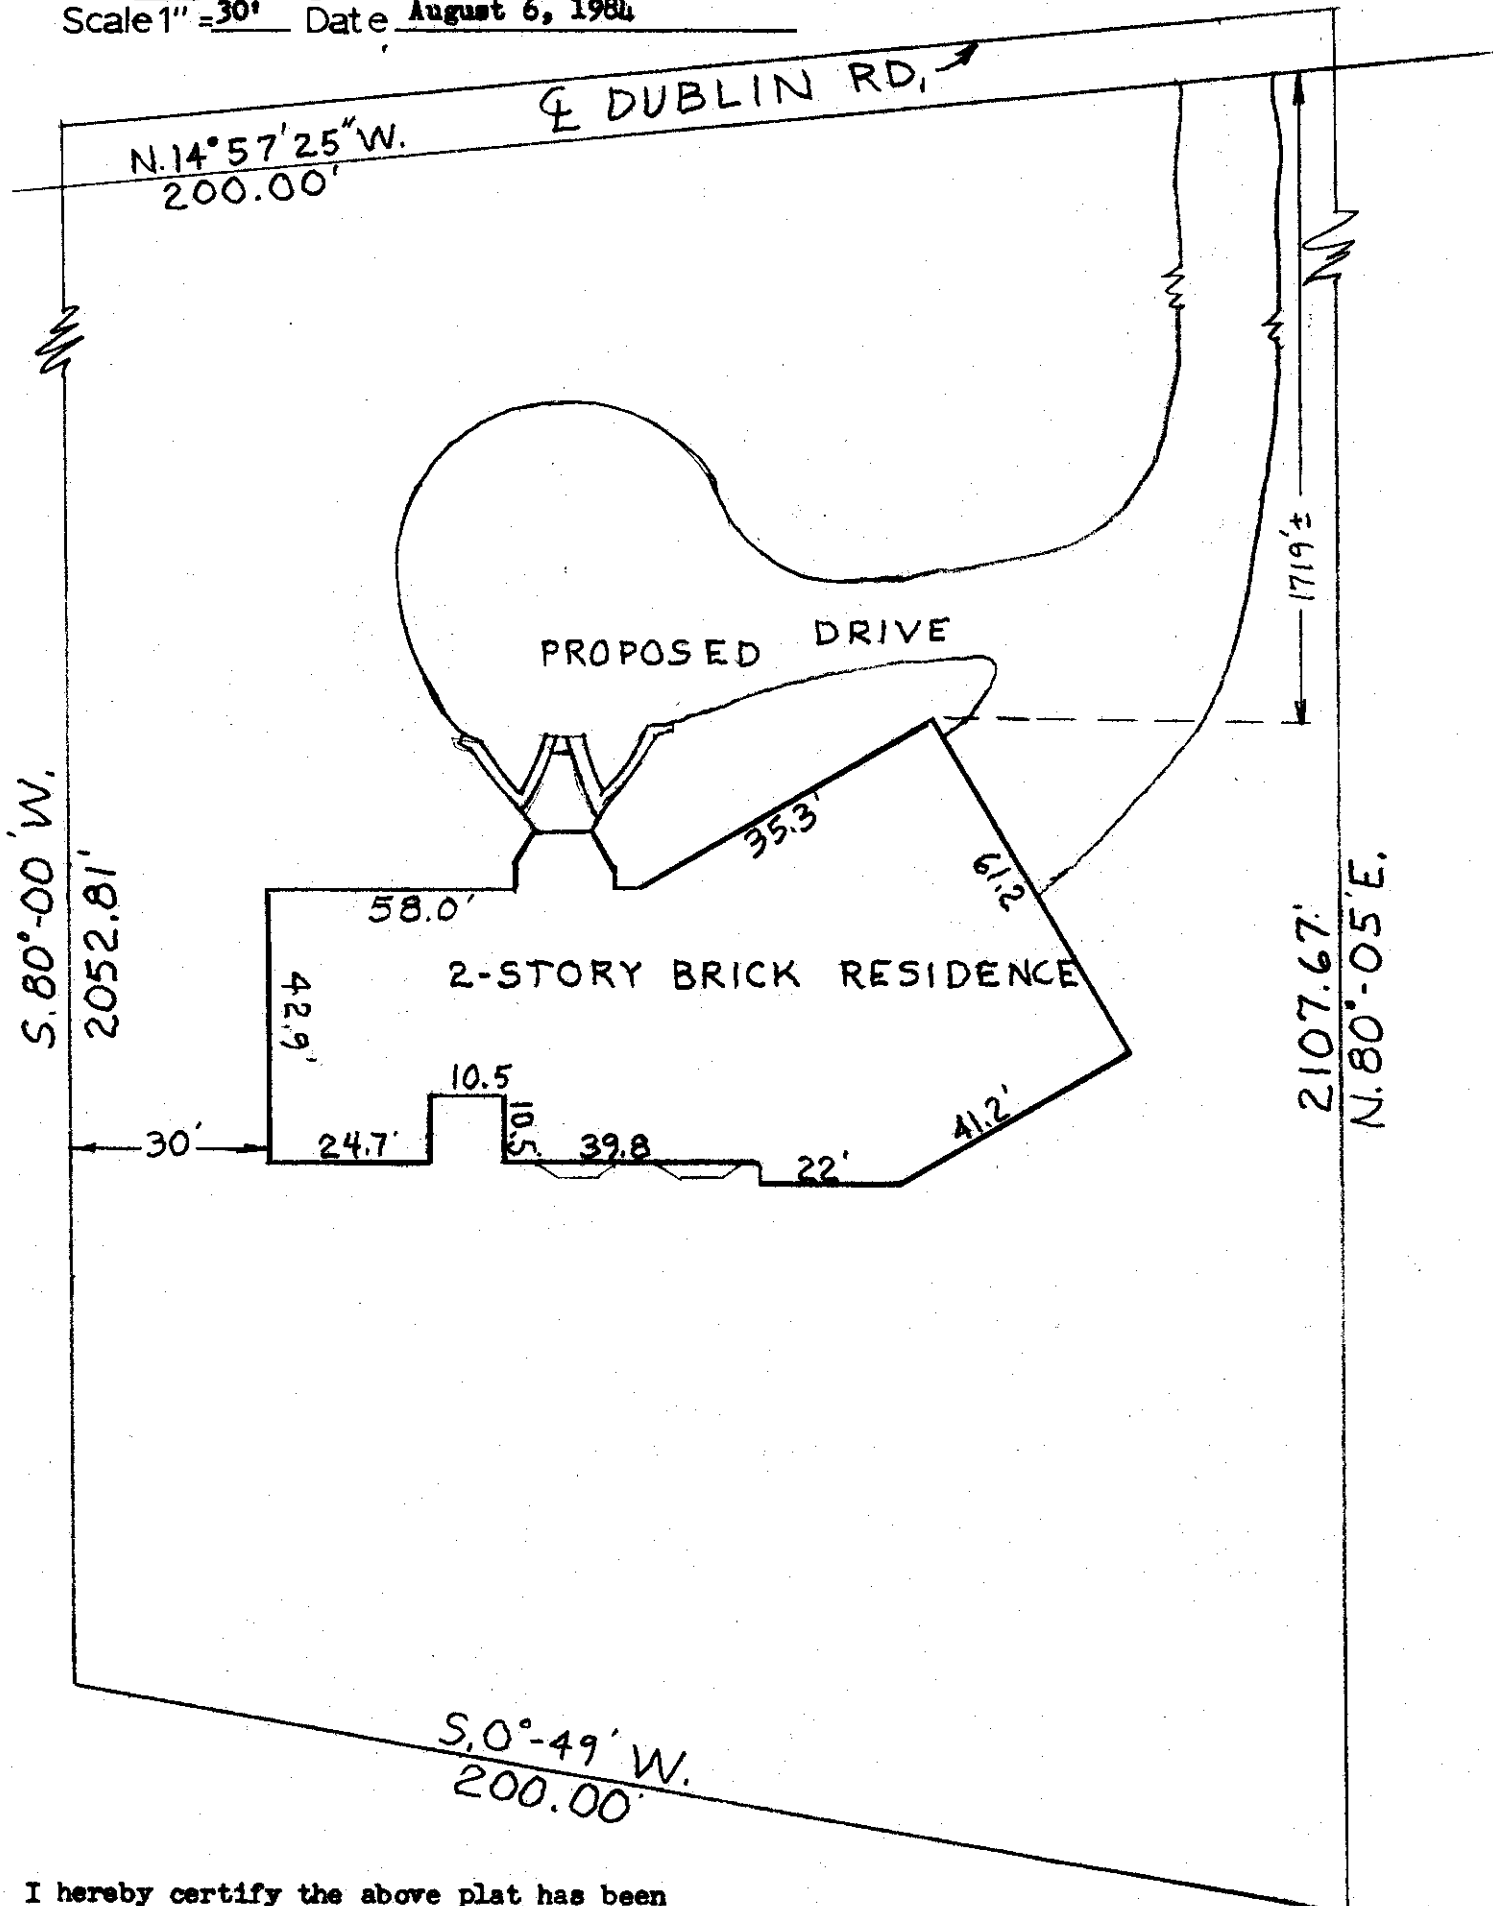 Scale 1" = 30' Date August 6, 1984
℄ DUBLIN RD.
N.14°57'25"W.
200.00'
1719'±
PROPOSED DRIVE
S.80°-00'W.
2052.81'
35.3'
61.2
58.0'
2-STORY BRICK RESIDENCE
42.9'
2107.67'
N.80°-05'E.
10.5
10.5
41.2'
30'
24.7'
39.8
22'
S.0°-49'W.
200.00'
I hereby certify the above plat has been